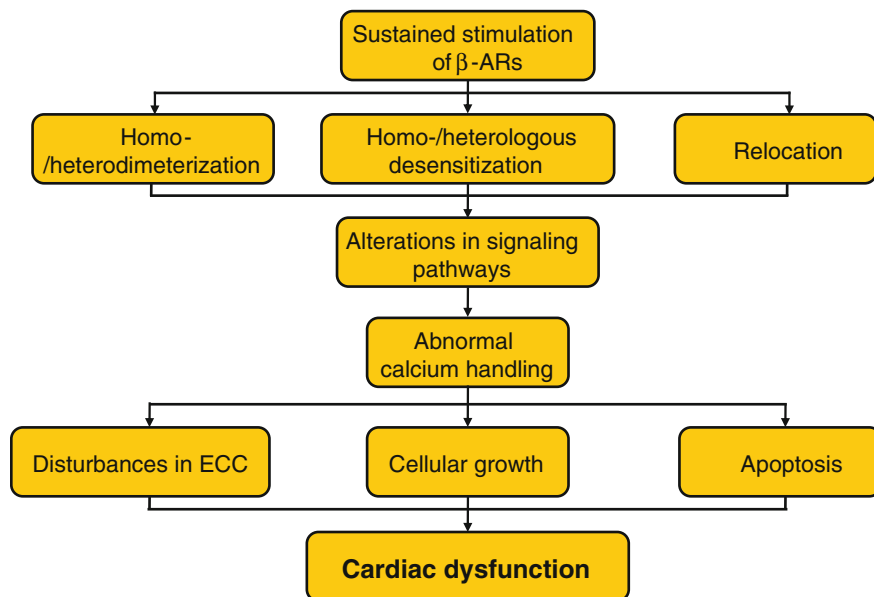 Sustained stimulation
of β-ARs
Homo-
/heterodimeterization
Homo-/heterologous
desensitization
Relocation
Alterations in signaling
pathways
Abnormal
calcium handling
Disturbances in ECC
Cellular growth
Apoptosis
Cardiac dysfunction